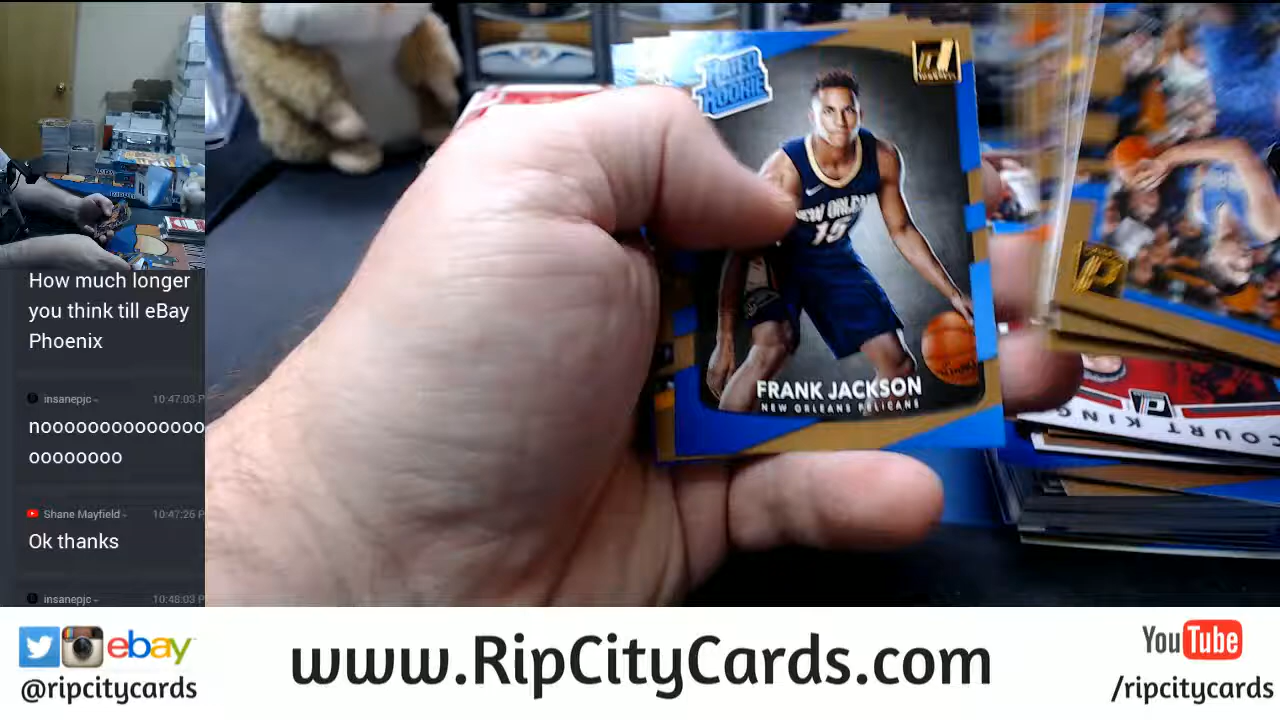 How much longer
you think till eBay
Phoenix
insanepjc
10:47:03 P
nooooooooooooooo
oooooooo
Shane Mayfield
10:47:26 P
Ok thanks
insanepjc
10:48:03 P
RATED
ROOKIE
NEW ORLEANS
15
FRANK JACKSON
NEW ORLEANS PELICANS
COURT KING
ebay
@ripcitycards
www.RipCityCards.com
YouTube
/ripcitycards